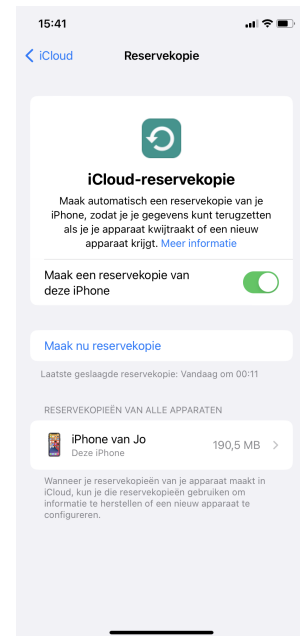 15:41
iCloud
Reservekopie
iCloud-reservekopie
Maak automatisch een reservekopie van je
iPhone, zodat je je gegevens kunt terugzetten
als je je apparaat kwijtraakt of een nieuw
apparaat krijgt. Meer informatie
Maak een reservekopie van
deze iPhone
Maak nu reservekopie
Laatste geslaagde reservekopie: Vandaag om 00:11
RESERVEKOPIEËN VAN ALLE APPARATEN
iPhone van Jo
190,5 MB
Deze iPhone
Wanneer je reservekopieën van je apparaat maakt in
iCloud, kun je die reservekopieën gebruiken om
informatie te herstellen of een nieuw apparaat te
configureren.